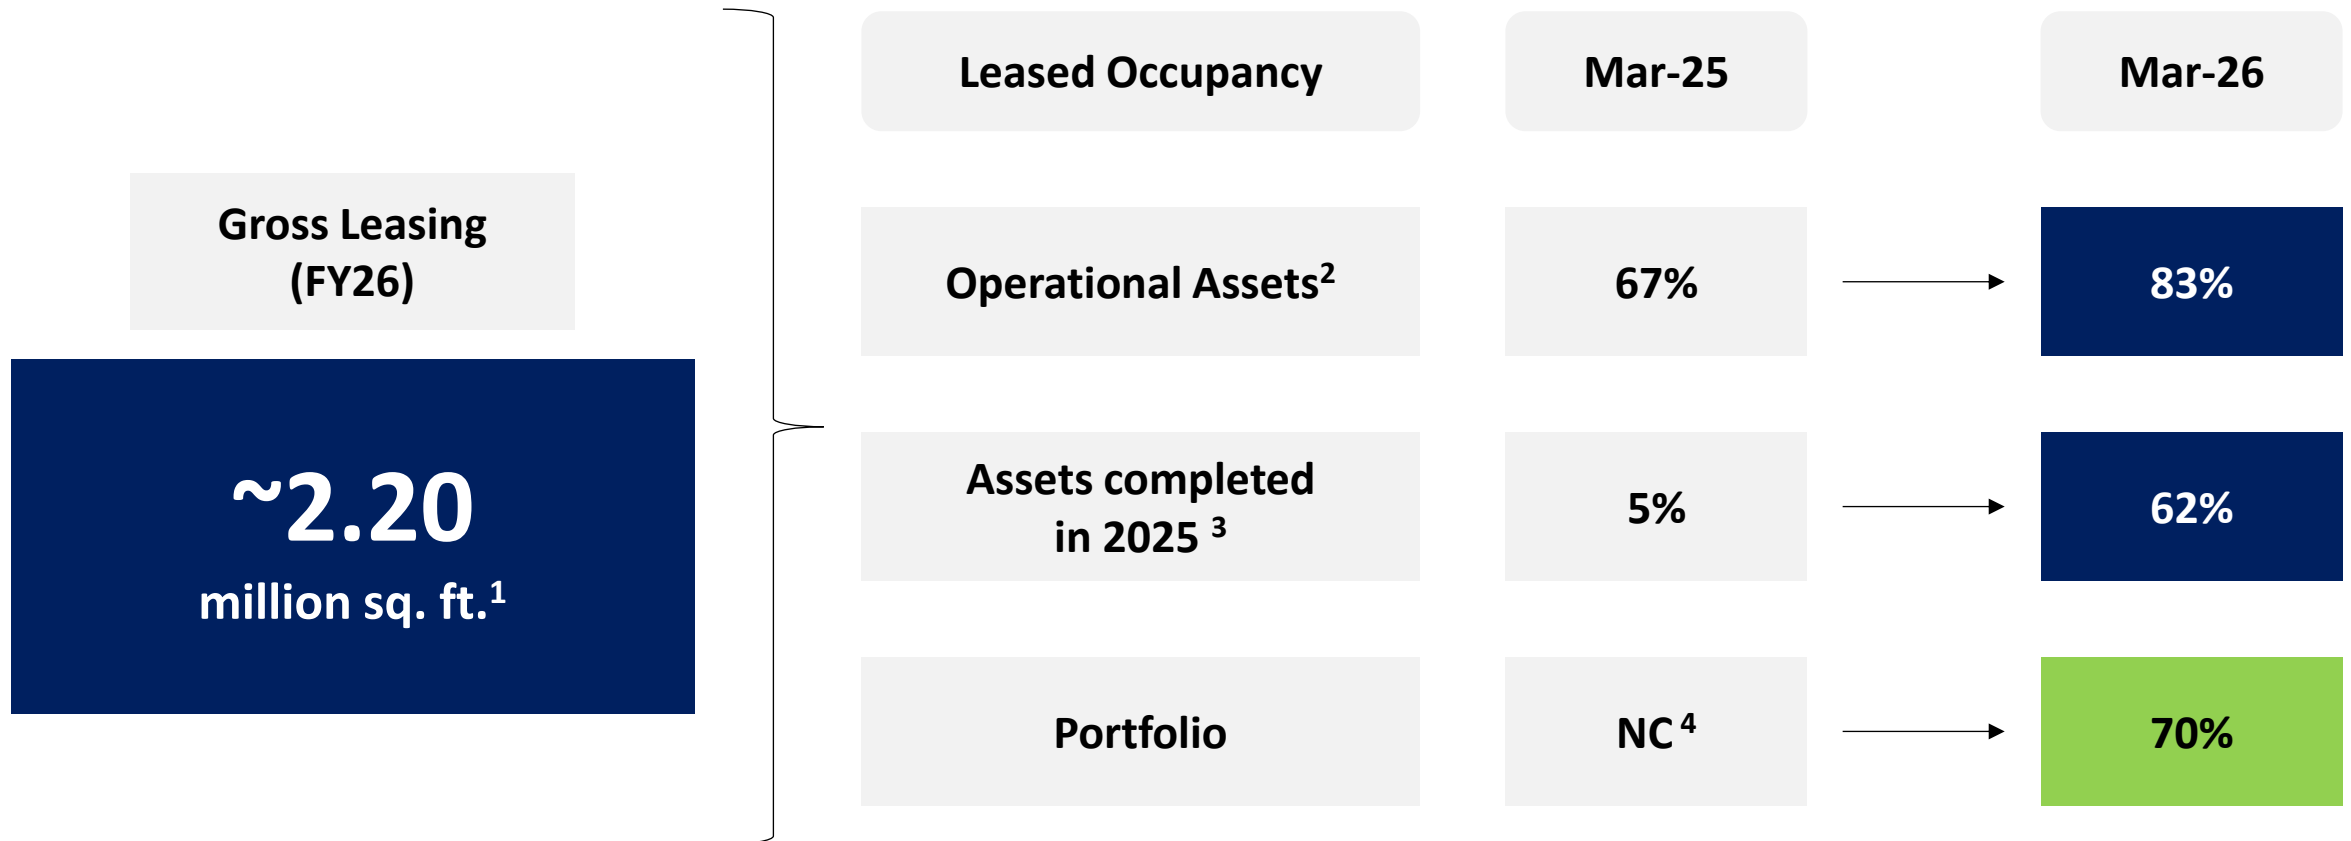 Gross Leasing
(FY26)
~2.20
million sq. ft.¹
Leased Occupancy
Mar-25
Mar-26
Operational Assets²
67%
83%
Assets completed
in 2025 ³
5%
62%
Portfolio
NC ⁴
70%